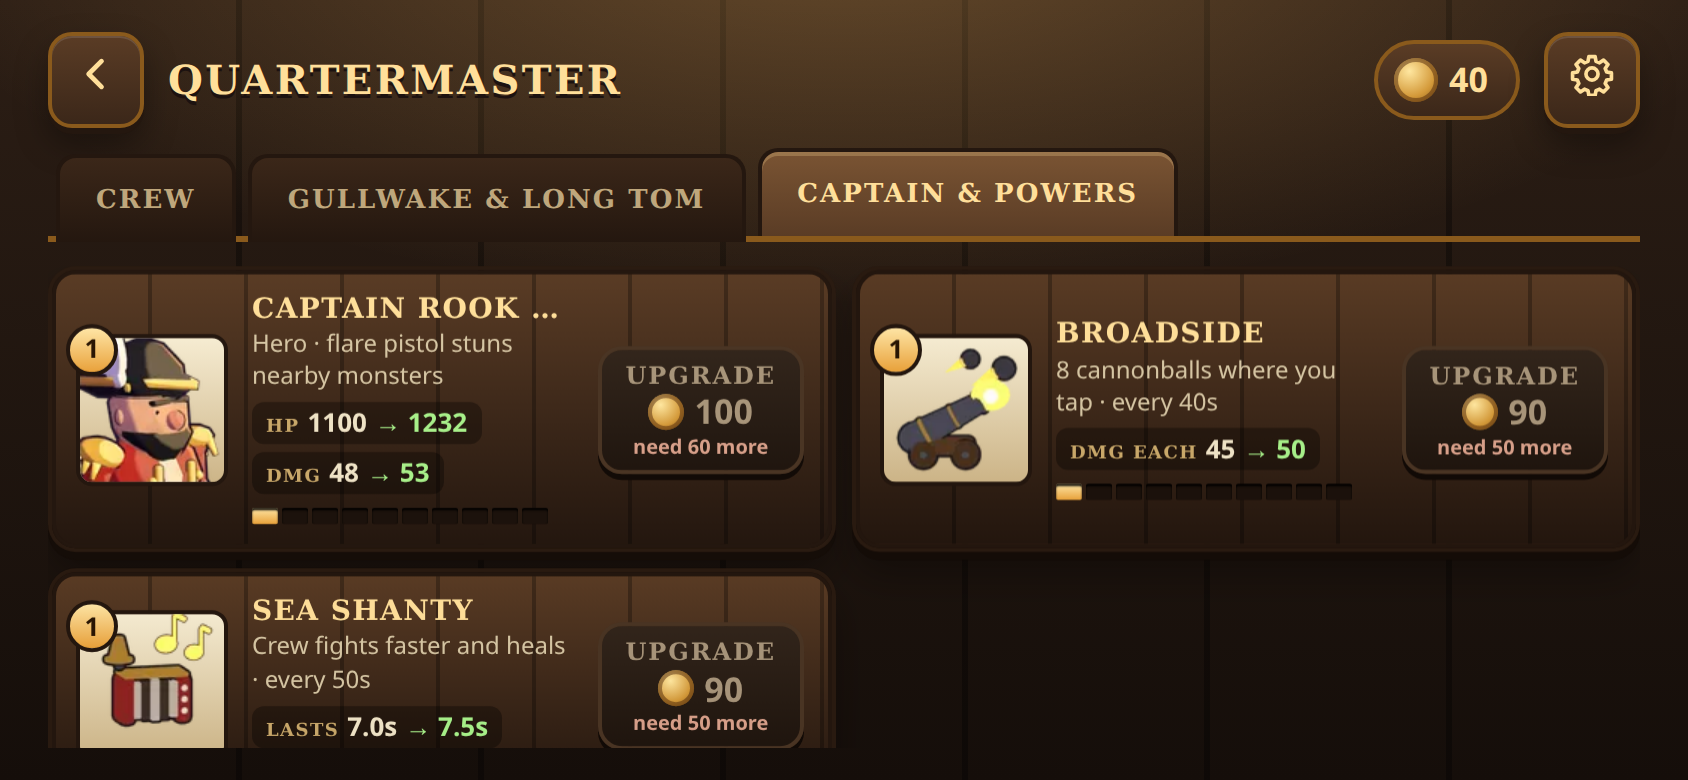 QUARTERMASTER
40
CREW
GULLWAKE & LONG TOM
CAPTAIN & POWERS
1
CAPTAIN ROOK ...
Hero · flare pistol stuns
nearby monsters
HP 1100 → 1232
DMG 48 → 53
UPGRADE
100
need 60 more
1
BROADSIDE
8 cannonballs where you
tap · every 40s
DMG EACH 45 → 50
UPGRADE
90
need 50 more
1
SEA SHANTY
Crew fights faster and heals
· every 50s
LASTS 7.0s → 7.5s
UPGRADE
90
need 50 more